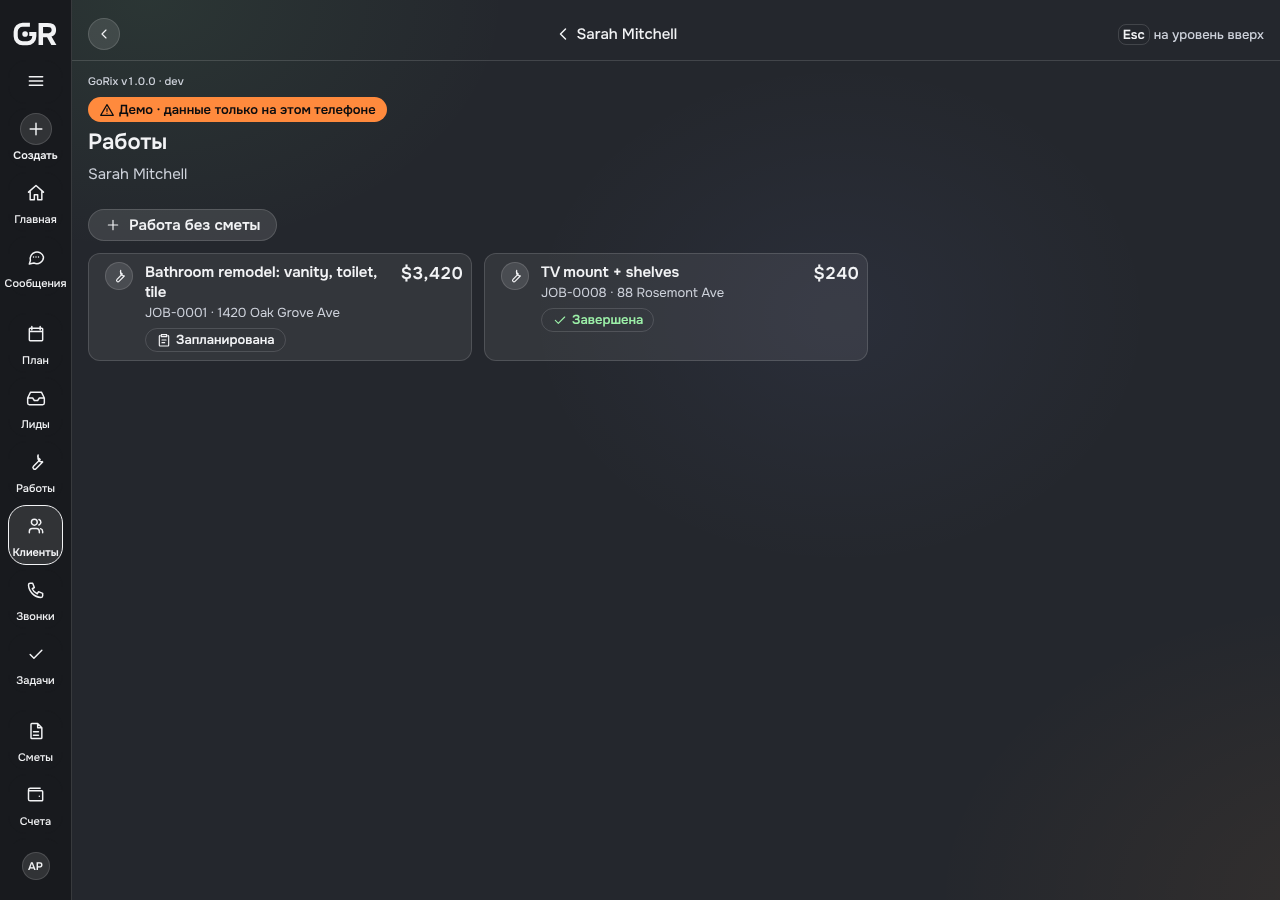 GR
Sarah Mitchell
Esc на уровень вверх
GoRix v1.0.0 · dev
Демо · данные только на этом телефоне
Работы
Sarah Mitchell
Работа без сметы
Bathroom remodel: vanity, toilet,
tile
$3,420
JOB-0001 · 1420 Oak Grove Ave
Запланирована
TV mount + shelves
$240
JOB-0008 · 88 Rosemont Ave
Завершена
Создать
Главная
Сообщения
План
Лиды
Работы
Клиенты
Звонки
Задачи
Сметы
Счета
AP